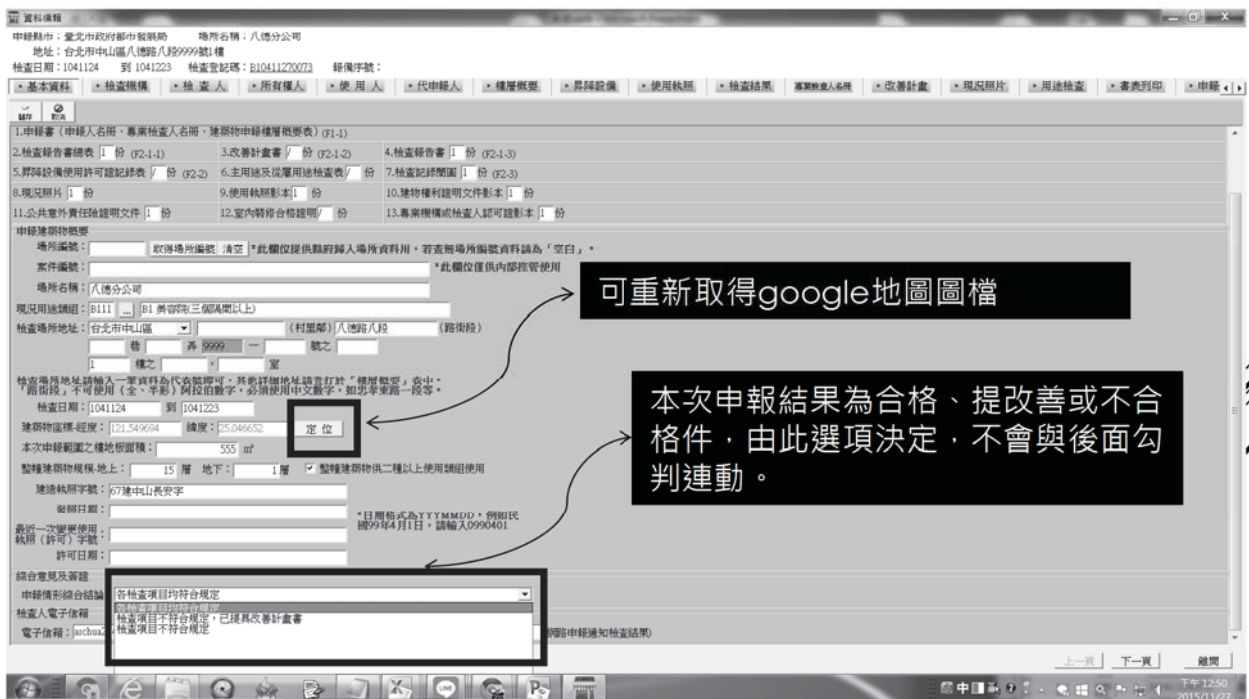 資料編輯
申報縣市：臺北市政府都市發展局 場所名稱：八德分公司
地址：台北市中山區八德路八段9999號1樓
檢查日期：1041124 到 1041223 檢查登記碼：B10411270073 報備序號：
基本資料 檢查機構 檢 查 人 所有權人 使 用 人 代申報人 樓層概要 昇降設備 使用執照 檢查結果 專業檢查人名冊 改善計畫 現況照片 用途檢查 書表列印 申報
儲存 取消
1.申報書（申報人名冊、專業檢查人名冊、建築物申報樓層概要表）(F1-1)
2.檢查報告書總表 1 份 (F2-1-1) 3.改善計畫書 / 份 (F2-1-2) 4.檢查報告書 1 份 (F2-1-3)
5.昇降設備使用許可證記錄表 / 份 (F2-2) 6.主用途及從屬用途檢查表 / 份 7.檢查記錄簡圖 1 份 (F2-3)
8.現況照片 1 份 9.使用執照影本 1 份 10.建物權利證明文件影本 1 份
11.公共意外責任險證明文件 1 份 12.室內裝修合格證明 / 份 13.專業機構或檢查人認可證影本 1 份
申報建築物概要
場所編號： 取得場所編號 清空 *此欄位提供縣府歸入場所資料用，若查無場所編號資料請為「空白」。
案件編號： *此欄位僅供內部控管使用
場所名稱：八德分公司
可重新取得google地圖圖檔
現況用途類組：B111 ... B1 美容院(三個隔間以上)
檢查場所地址：台北市中山區 (村里鄰) 八德路八段 (路街段)
巷 弄 9999 一 號之
1 樓之 , 室
檢查場所地址請輸入一筆資料為代表號即可，其他詳細地址請登打於「樓層概要」表中。
「路街段」不可使用（全、半形）阿拉伯數字，必須使用中文數字，如忠孝東路一段等。
檢查日期：1041124 到 1041223
建築物座標-經度：121.549694 緯度：25.046652 定 位
本次申報範圍之樓地板面積： 555 ㎡
整幢建築物規模-地上： 15 層 地下： 1 層 整幢建築物供二種以上使用類組使用
本次申報結果為合格、提改善或不合
格件，由此選項決定，不會與後面勾
判連動。
建造執照字號：67建中山長安字
發照日期：
*日期格式為YYYMMDD，例如民
國99年4月1日，請輸入0990401
最近一次變更使用
執照（許可）字號：
許可日期：
綜合意見及簽證
申報情形綜合結論 各檢查項目均符合規定
各檢查項目均符合規定
檢查項目不符合規定，已提具改善計畫書
檢查項目不符合規定
檢查人電子信箱
電子信箱：archua2 網路申報通知檢查結果)
上一頁 下一頁 離開
中
下午 12:50
2015/11/27